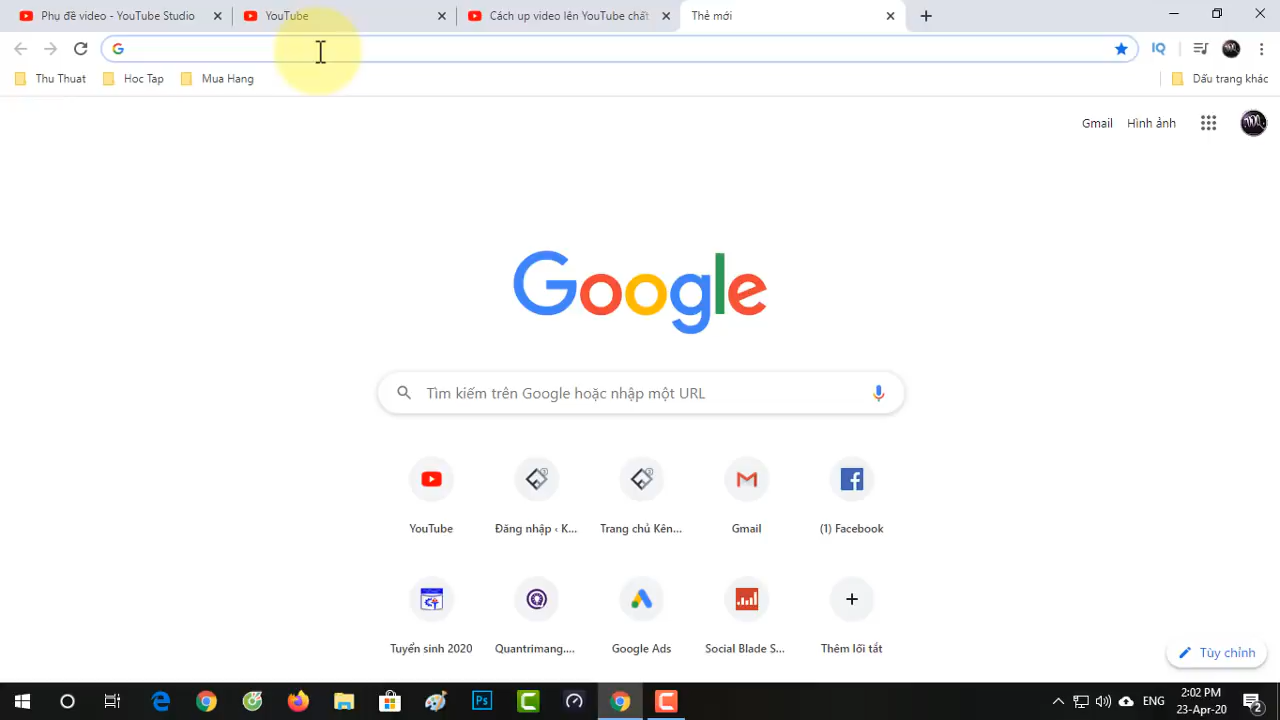 Phụ đề video - YouTube Studio
YouTube
Cách up video lên YouTube chất
Thẻ mới
IQ
Thu Thuat
Hoc Tap
Mua Hang
Dấu trang khác
Gmail
Hình ảnh
Google
Tìm kiếm trên Google hoặc nhập một URL
YouTube
Đăng nhập ‹ K...
Trang chủ Kên...
Gmail
(1) Facebook
Tuyển sinh 2020
Quantrimang....
Google Ads
Social Blade S...
Thêm lối tắt
Tùy chỉnh
Ps
ENG
2:02 PM
23-Apr-20
2